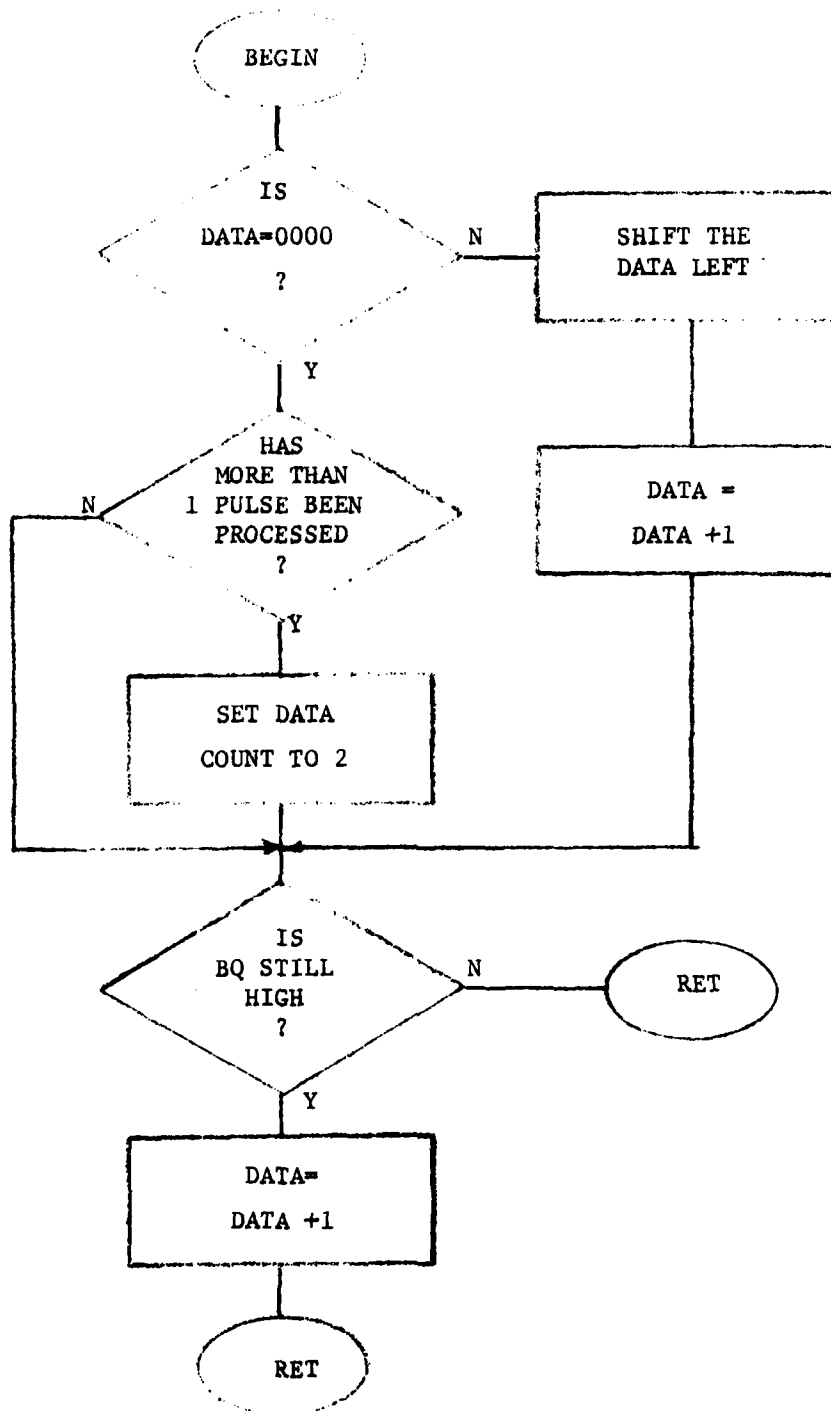 BEGIN
IS
DATA=0000
?
N
SHIFT THE
DATA LEFT
Y
HAS
MORE THAN
1 PULSE BEEN
PROCESSED
?
N
DATA =
DATA +1
Y
SET DATA
COUNT TO 2
IS
BQ STILL
HIGH
?
N
RET
Y
DATA=
DATA +1
RET